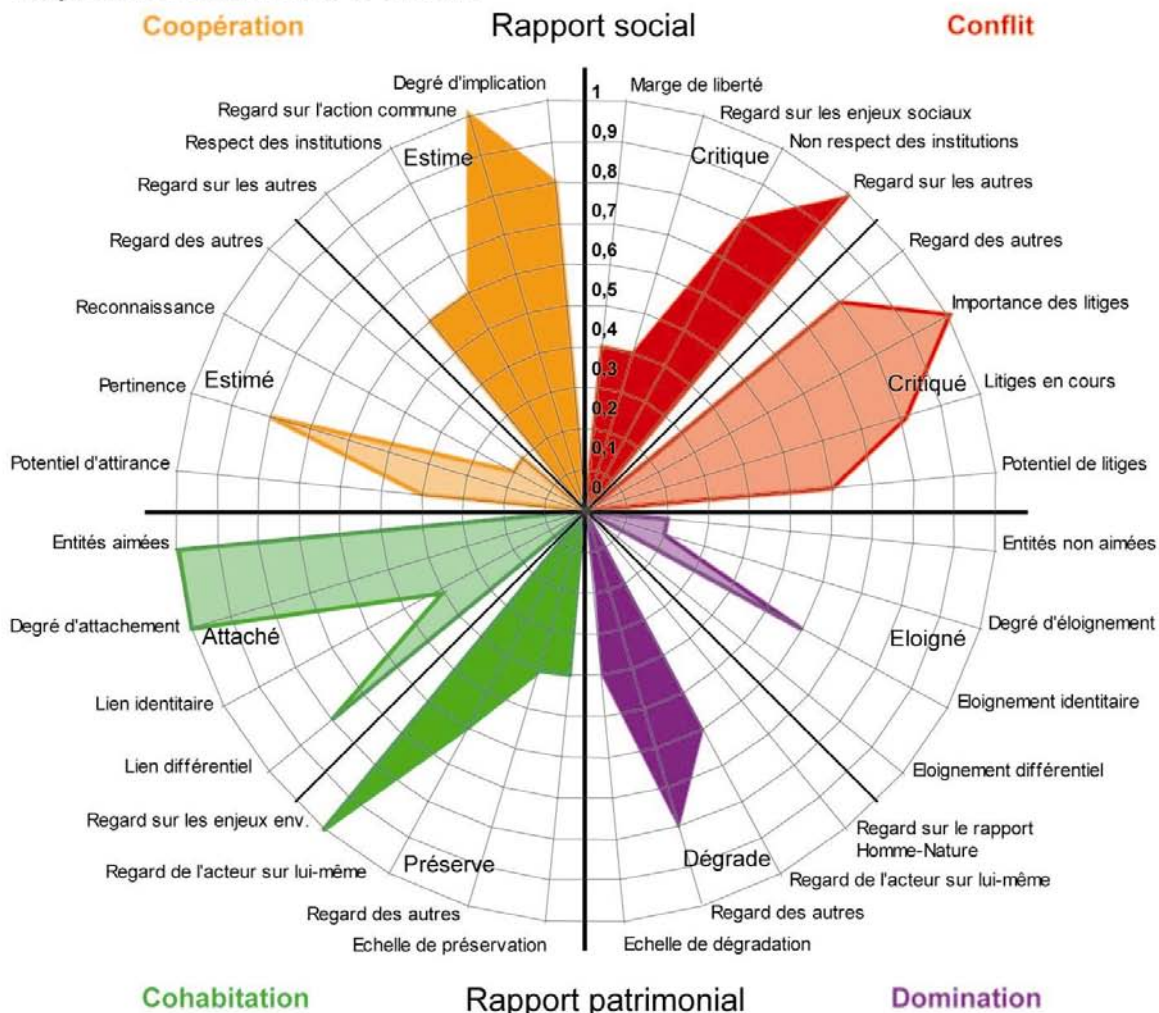 Coopération
Rapport social
Conflit
Degré d'implication
Marge de liberté
Regard sur l'action commune
Regard sur les enjeux sociaux
Respect des institutions
Estime
Critique
Non respect des institutions
Regard sur les autres
Regard sur les autres
Regard des autres
Regard des autres
Reconnaissance
Importance des litiges
Pertinence
Estimé
Critiqué
Litiges en cours
Potentiel d'attirance
Potentiel de litiges
1
0,9
0,8
0,7
0,6
0,5
0,4
0,3
0,2
0,1
0
Entités aimées
Entités non aimées
Degré d'attachement
Attaché
Eloigné
Degré d'éloignement
Lien identitaire
Eloignement identitaire
Lien différentiel
Eloignement différentiel
Regard sur les enjeux env.
Regard sur le rapport
Homme-Nature
Regard de l'acteur sur lui-même
Préserve
Dégrade
Regard de l'acteur sur lui-même
Regard des autres
Regard des autres
Echelle de préservation
Echelle de dégradation
Cohabitation
Rapport patrimonial
Domination